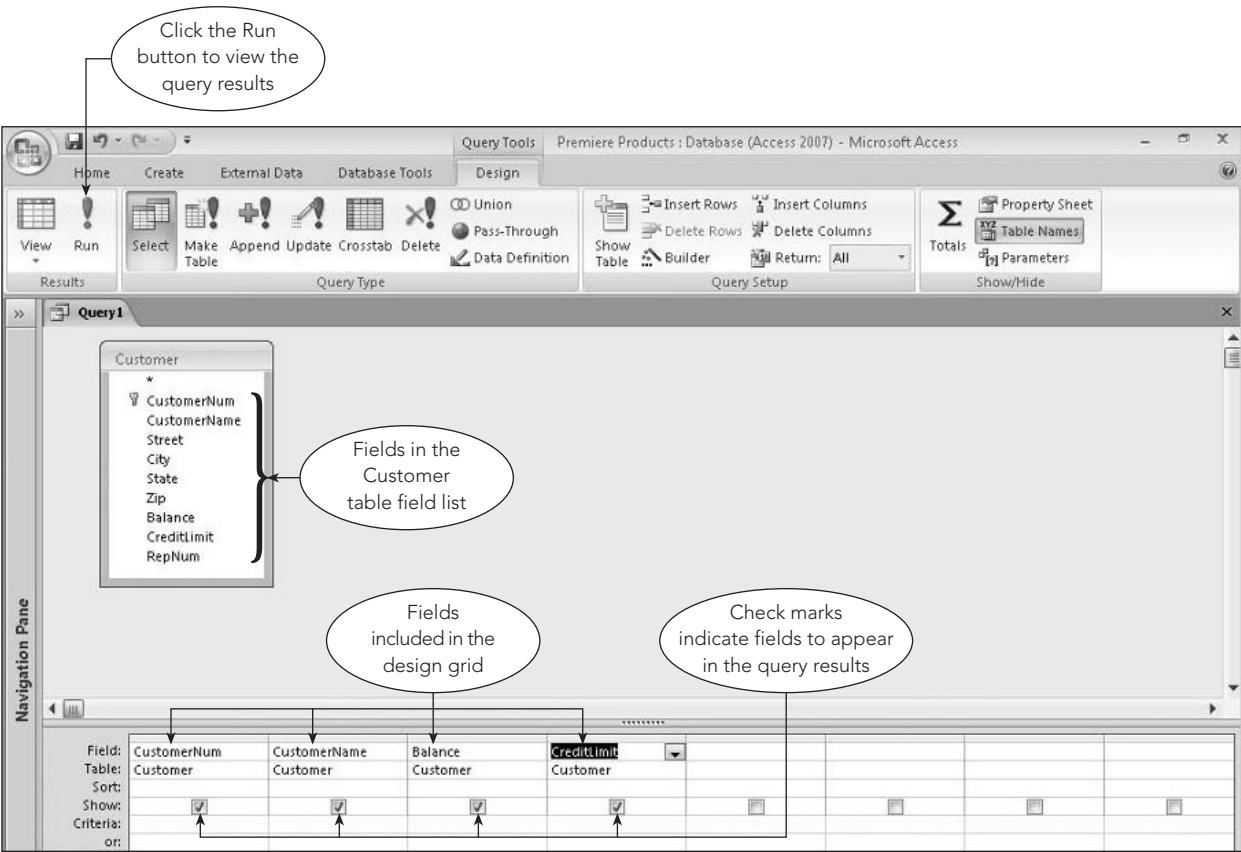 Click the Run
button to view the
query results
Query Tools
Premiere Products : Database (Access 2007) - Microsoft Access
Home Create External Data Database Tools Design
View Run
Results
Select Make Table Append Update Crosstab Delete
Union
Pass-Through
Data Definition
Query Type
Show Table
Insert Rows
Delete Rows
Builder
Insert Columns
Delete Columns
Return: All
Query Setup
Totals
Property Sheet
Table Names
Parameters
Show/Hide
» Query1
Customer
*
CustomerNum
CustomerName
Street
City
State
Zip
Balance
CreditLimit
RepNum
Fields in the
Customer
table field list
Navigation Pane
Fields
included in the
design grid
Check marks
indicate fields to appear
in the query results
Field: CustomerNum CustomerName Balance CreditLimit
Table: Customer Customer Customer Customer
Sort:
Show:
Criteria:
or: